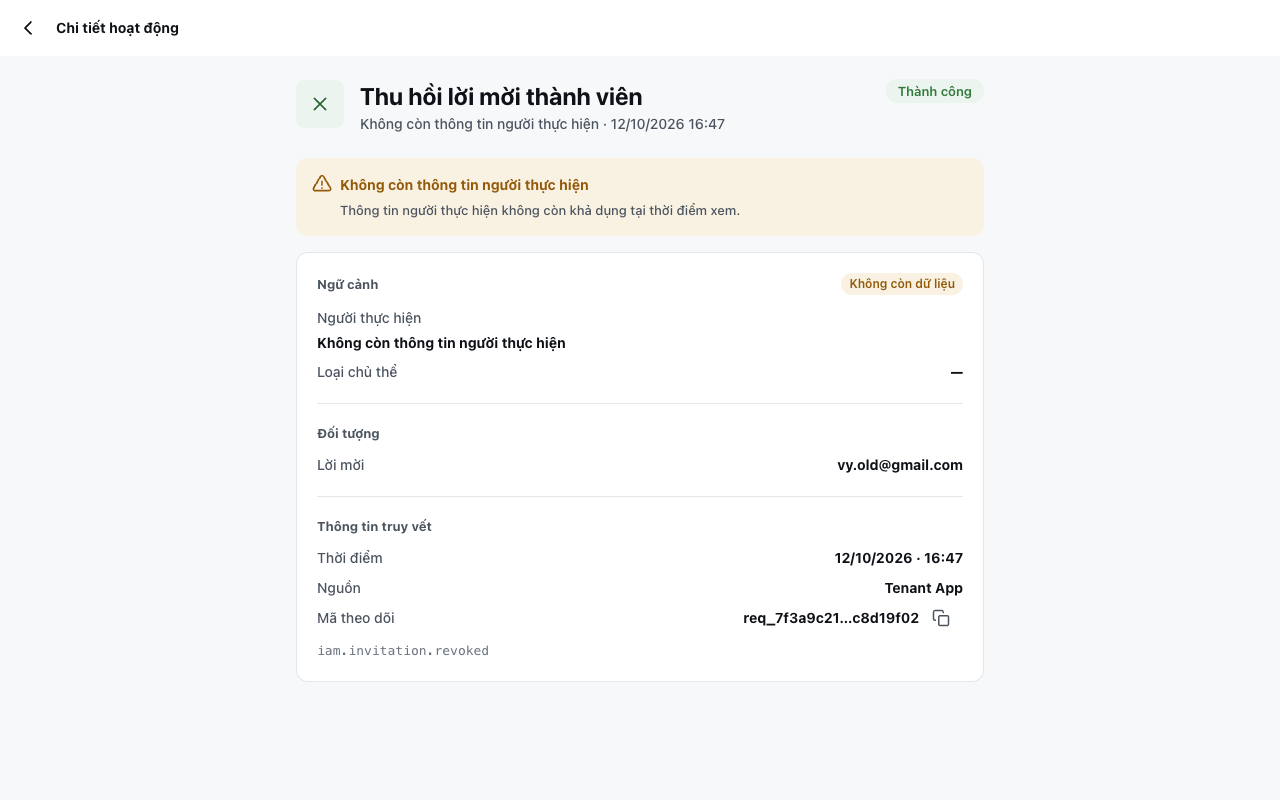 Chi tiết hoạt động
Thu hồi lời mời thành viên
Thành công
Không còn thông tin người thực hiện · 12/10/2026 16:47
Không còn thông tin người thực hiện
Thông tin người thực hiện không còn khả dụng tại thời điểm xem.
Ngữ cảnh
Không còn dữ liệu
Người thực hiện
Không còn thông tin người thực hiện
Loại chủ thể
—
Đối tượng
Lời mời
vy.old@gmail.com
Thông tin truy vết
Thời điểm
12/10/2026 · 16:47
Nguồn
Tenant App
Mã theo dõi
req_7f3a9c21...c8d19f02
iam.invitation.revoked